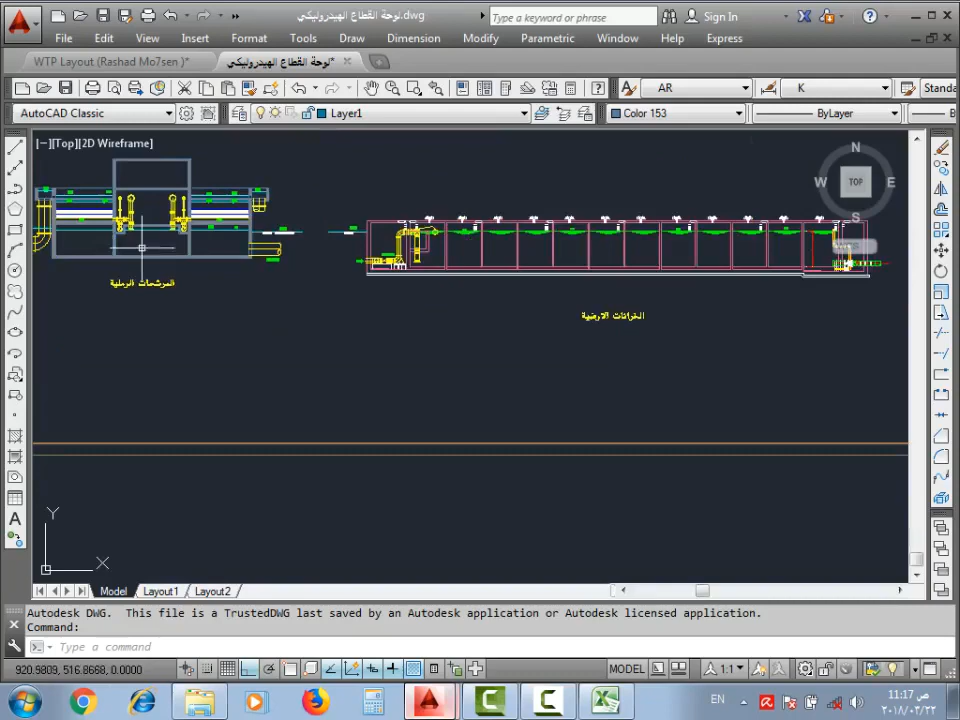 لوحة القطاع الهيدروليكي.dwg
Type a keyword or phrase
Sign In
File Edit View Insert Format Tools Draw Dimension Modify Parametric Window Help Express
WTP Layout (Rashad Mo7sen )*
لوحة القطاع الهيدروليكي*
AR
K
Standa
AutoCAD Classic
Layer1
Color 153
ByLayer
B
[−][Top][2D Wireframe]
N
W TOP E
S
المرشحات الرملية
الخزانات الارضية
Y
X
Model Layout1 Layout2
Autodesk DWG. This file is a TrustedDWG last saved by an Autodesk application or Autodesk licensed application.
Command:
Type a command
920.9809, 516.8668, 0.0000
MODEL
1:1
EN
11:17 ص
٢٠١٨/٠٣/٢٢